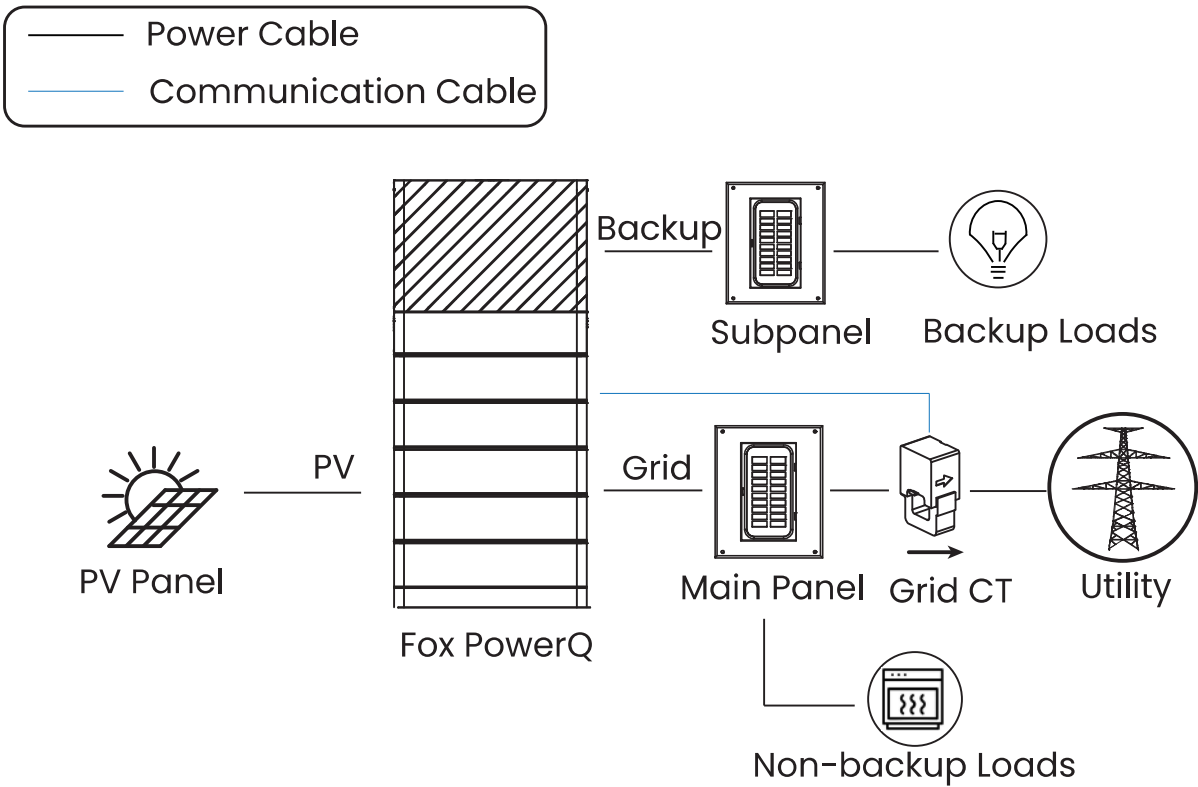 Power Cable
Communication Cable
Backup
Subpanel
Backup Loads
PV
Grid
PV Panel
Main Panel
Grid CT
Utility
Fox PowerQ
Non-backup Loads